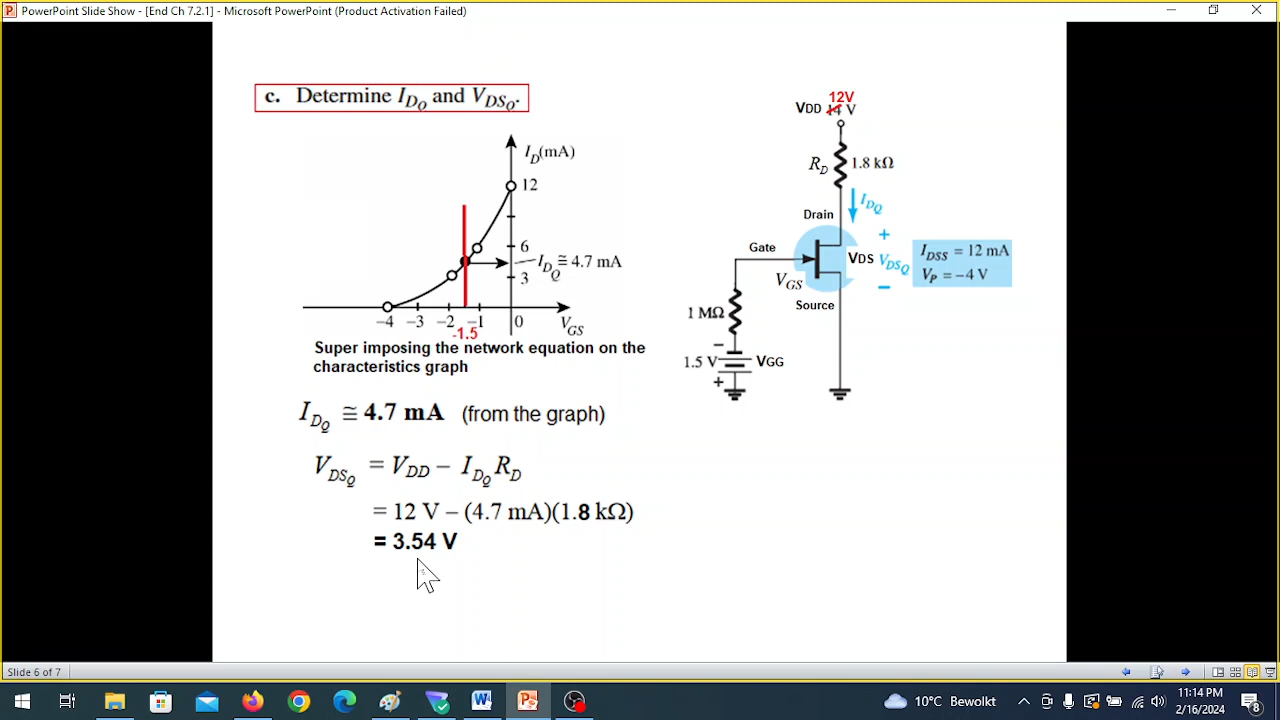 PowerPoint Slide Show - [End Ch 7.2.1] - Microsoft PowerPoint (Product Activation Failed)
c. Determine I_DQ and V_DSQ.
I_D(mA)
12
6
I_DQ ≅ 4.7 mA
3
–4 –3 –2 –1 0 V_GS
-1.5
Super imposing the network equation on the
characteristics graph
I_DQ ≅ 4.7 mA (from the graph)
V_DSQ = V_DD – I_DQ R_D
= 12 V – (4.7 mA)(1.8 kΩ)
= 3.54 V
12V
VDD 14 V
R_D 1.8 kΩ
I_DQ
Drain
+
Gate
VDS V_DSQ
I_DSS = 12 mA
V_P = –4 V
V_GS
–
Source
1 MΩ
–
1.5 V VGG
+
Slide 6 of 7
10°C Bewolkt
11:14 PM
2/16/2024
8